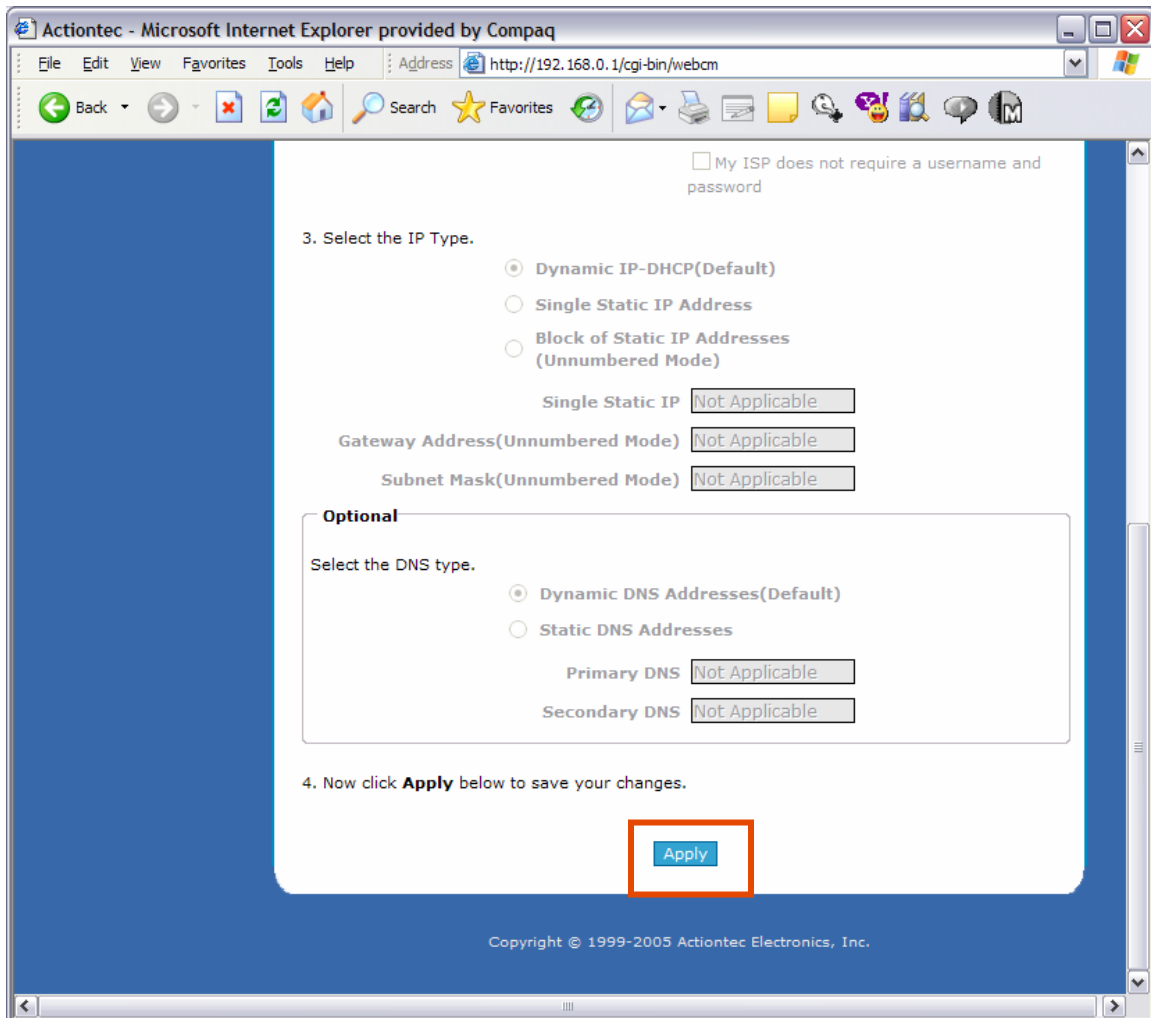 Actiontec - Microsoft Internet Explorer provided by Compaq
File Edit View Favorites Tools Help Address http://192.168.0.1/cgi-bin/webcm
Back Search Favorites
My ISP does not require a username and
password
3. Select the IP Type.
Dynamic IP-DHCP(Default)
Single Static IP Address
Block of Static IP Addresses
(Unnumbered Mode)
Single Static IP Not Applicable
Gateway Address(Unnumbered Mode) Not Applicable
Subnet Mask(Unnumbered Mode) Not Applicable
Optional
Select the DNS type.
Dynamic DNS Addresses(Default)
Static DNS Addresses
Primary DNS Not Applicable
Secondary DNS Not Applicable
4. Now click Apply below to save your changes.
Apply
Copyright © 1999-2005 Actiontec Electronics, Inc.